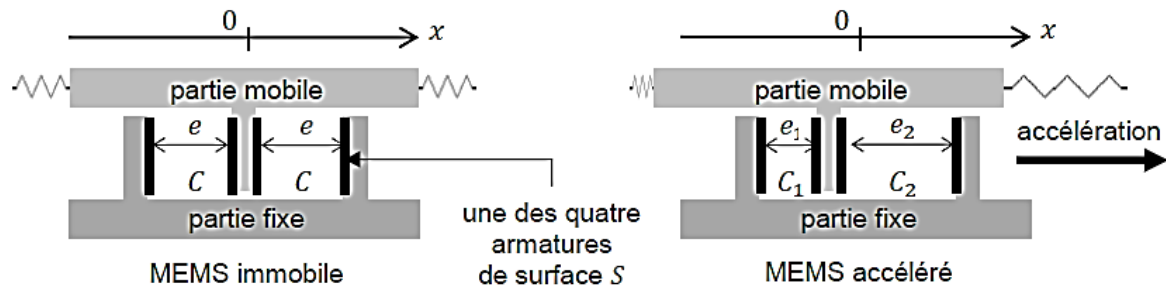 0
x
partie mobile
e
e
C
C
partie fixe
MEMS immobile
une des quatre
armatures
de surface S
0
x
partie mobile
e₁
e₂
C₁
C₂
partie fixe
MEMS accéléré
accélération